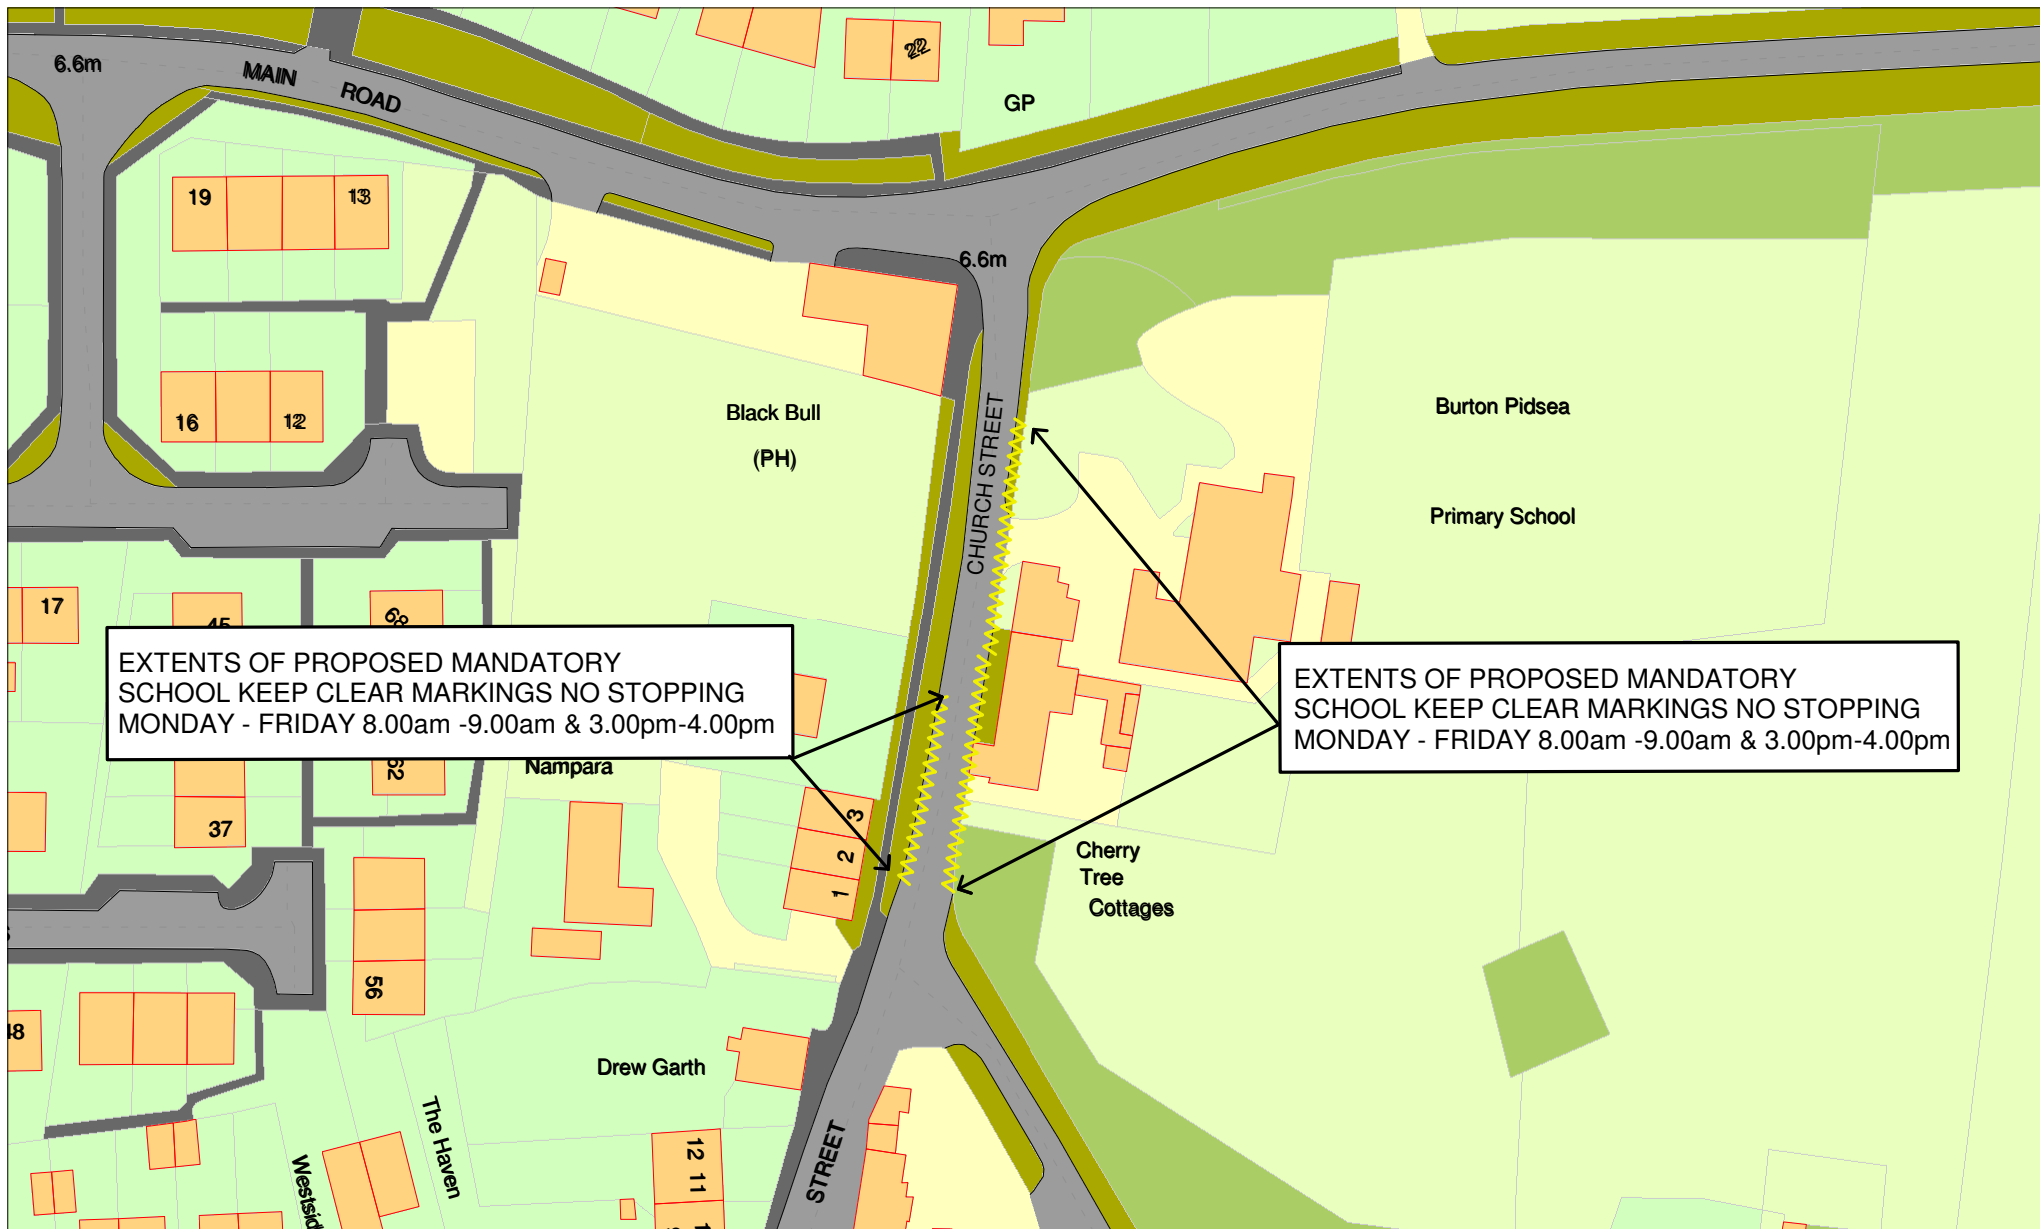 6.6m
MAIN ROAD
22
GP
19
13
6.6m
16
12
Black Bull
(PH)
CHURCH STREET
Burton Pidsea
Primary School
17
45
68
EXTENTS OF PROPOSED MANDATORY
SCHOOL KEEP CLEAR MARKINGS NO STOPPING
MONDAY - FRIDAY 8.00am -9.00am & 3.00pm-4.00pm
EXTENTS OF PROPOSED MANDATORY
SCHOOL KEEP CLEAR MARKINGS NO STOPPING
MONDAY - FRIDAY 8.00am -9.00am & 3.00pm-4.00pm
62
Nampara
37
3
2
1
Cherry
Tree
Cottages
56
48
Drew Garth
The Haven
12
11
STREET